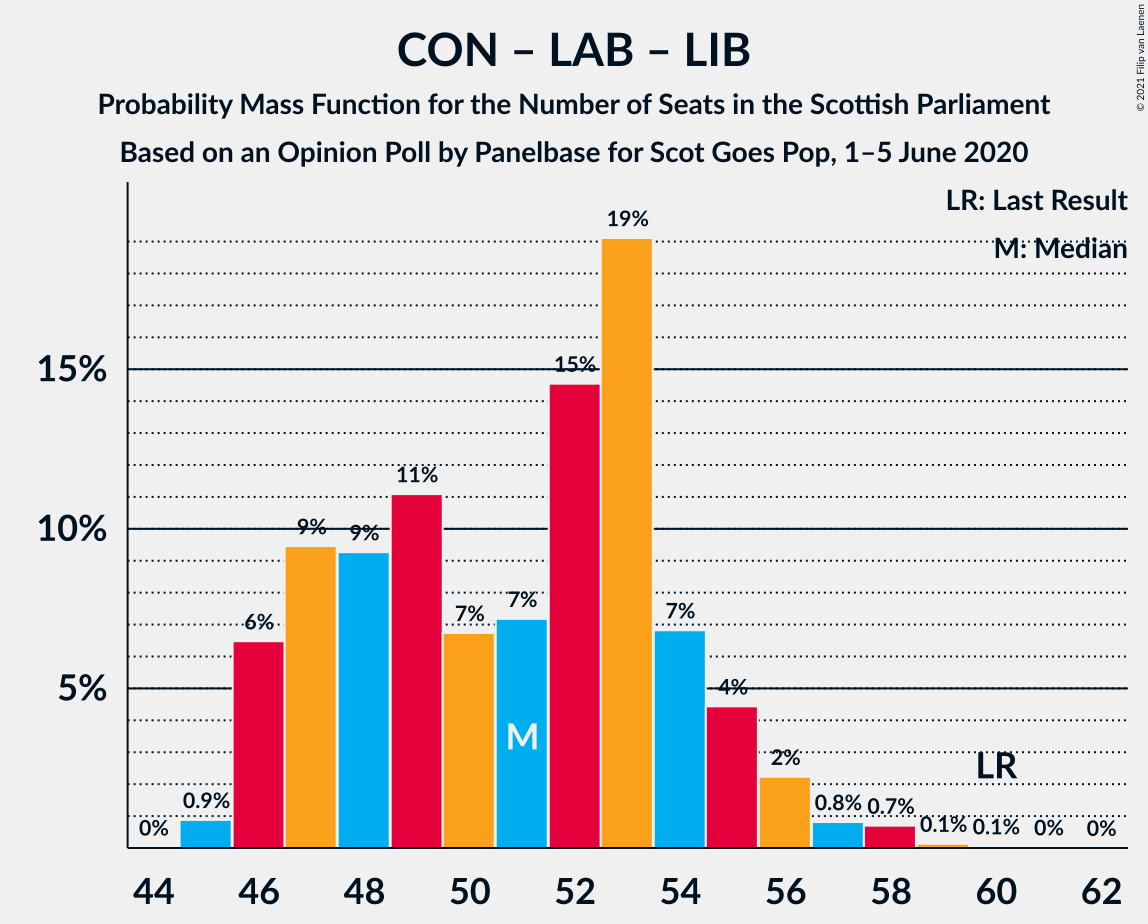 CON – LAB – LIB
Probability Mass Function for the Number of Seats in the Scottish Parliament
Based on an Opinion Poll by Panelbase for Scot Goes Pop, 1–5 June 2020
© 2021 Filip van Laenen
LR: Last Result
M: Median
15%
10%
5%
0%
0.9%
6%
9%
9%
11%
7%
7%
15%
19%
7%
4%
2%
0.8%
0.7%
0.1%
0.1%
0%
0%
M
LR
44 46 48 50 52 54 56 58 60 62